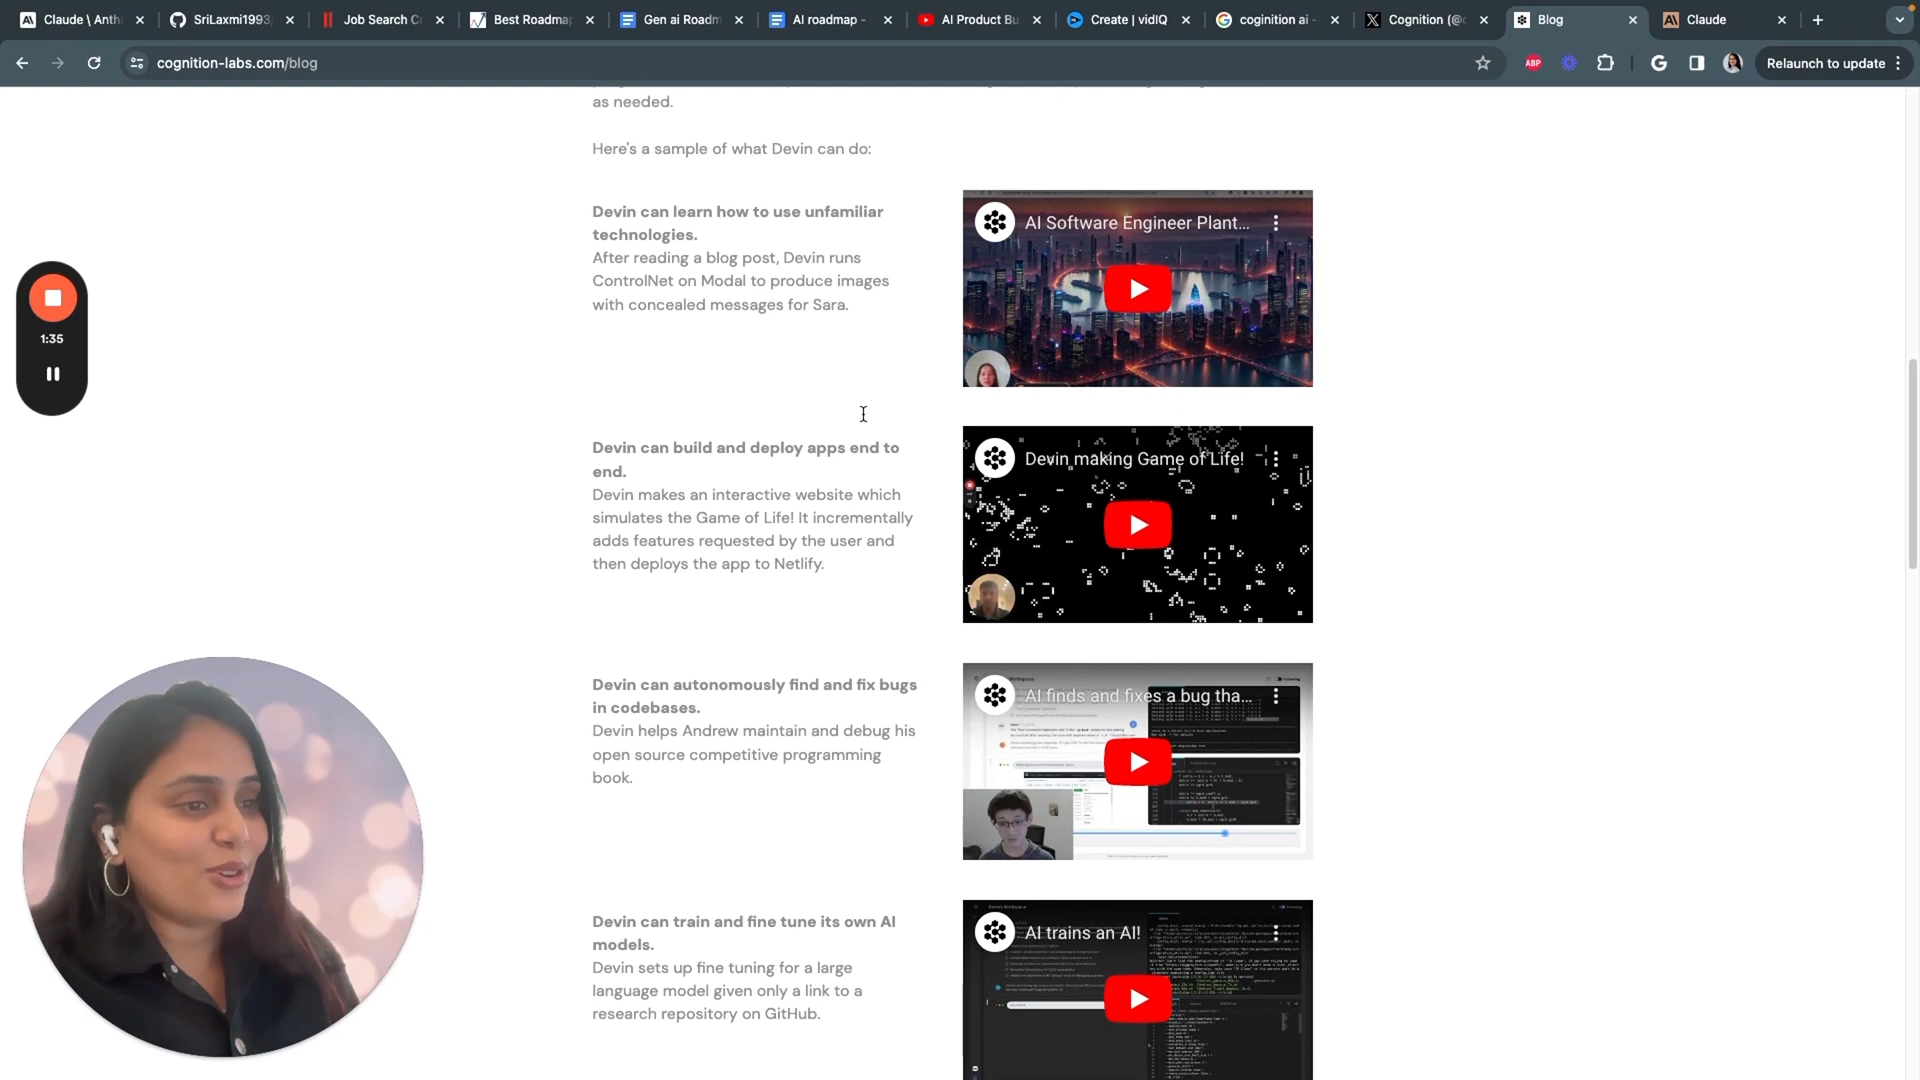 Claude \ Anth
SriLaxmi1993
Job Search Cr
Best Roadmap
Gen ai Roadm
AI roadmap -
AI Product Bu
Create | vidIQ
coginition ai -
Cognition (@c
Blog
Claude
cognition-labs.com/blog
ABP
Relaunch to update
as needed.
Here's a sample of what Devin can do:
Devin can learn how to use unfamiliar
technologies.
After reading a blog post, Devin runs
ControlNet on Modal to produce images
with concealed messages for Sara.
AI Software Engineer Plant...
1:35
Devin can build and deploy apps end to
end.
Devin makes an interactive website which
simulates the Game of Life! It incrementally
adds features requested by the user and
then deploys the app to Netlify.
Devin making Game of Life!
Devin can autonomously find and fix bugs
in codebases.
Devin helps Andrew maintain and debug his
open source competitive programming
book.
AI finds and fixes a bug tha...
Devin can train and fine tune its own AI
models.
Devin sets up fine tuning for a large
language model given only a link to a
research repository on GitHub.
AI trains an AI!